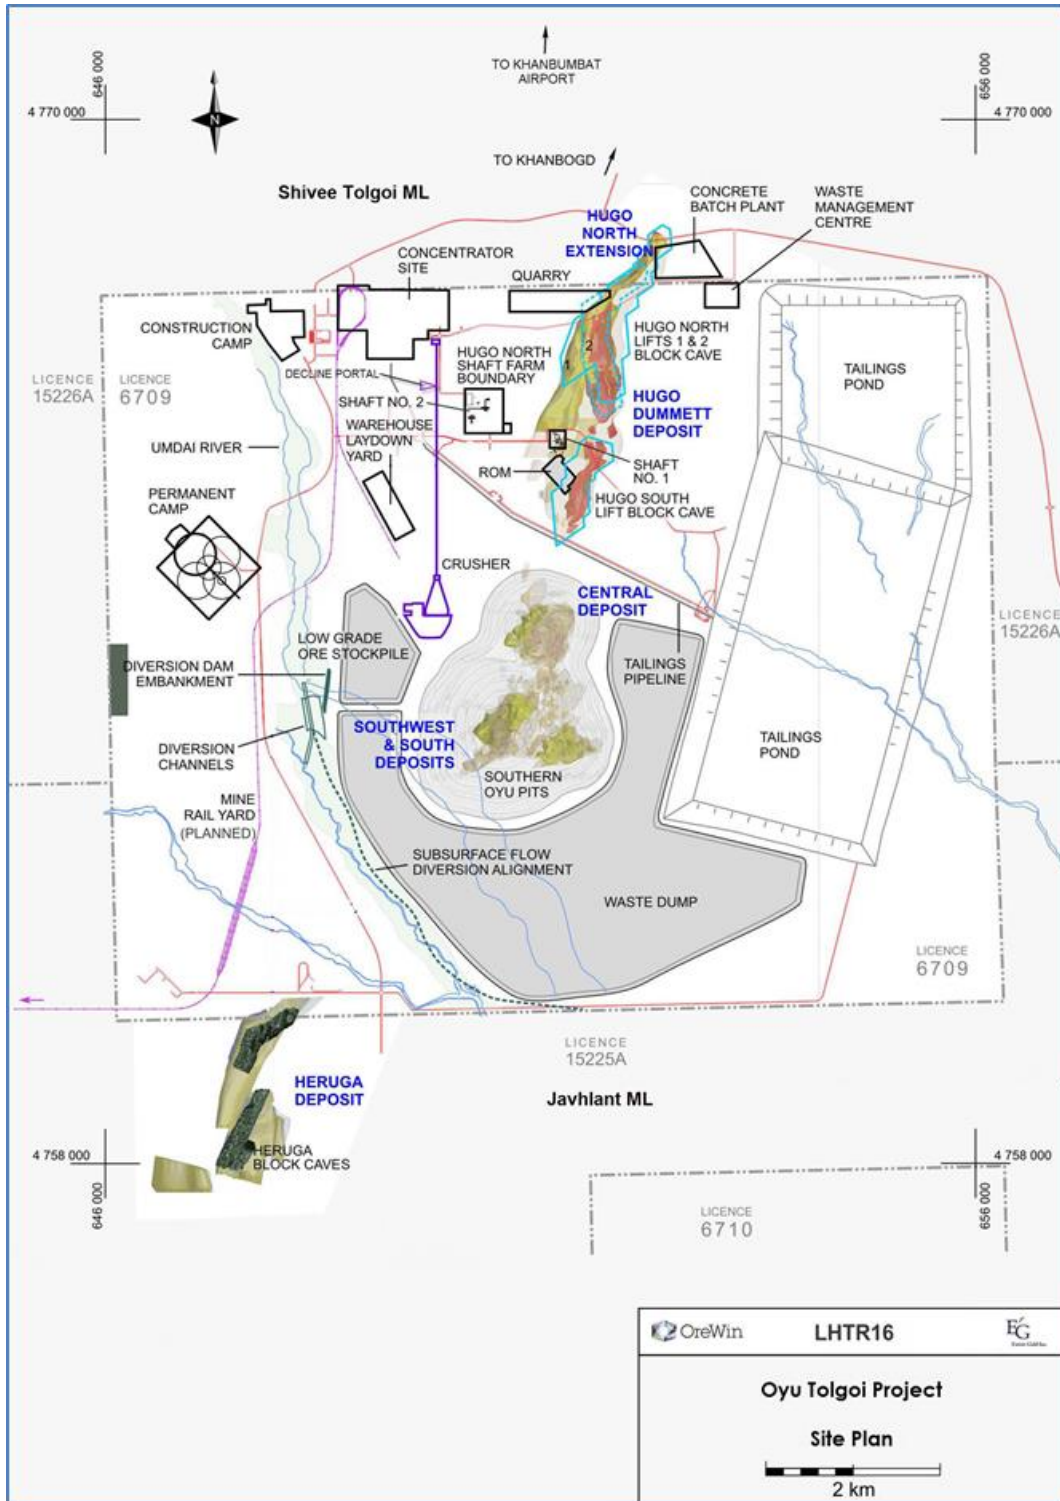 TO KHANBUMBAT
AIRPORT
646 000
656 000
4 770 000
4 770 000
N
TO KHANBOGD
Shivee Tolgoi ML
HUGO
NORTH
EXTENSION
CONCRETE
BATCH PLANT
WASTE
MANAGEMENT
CENTRE
CONCENTRATOR
SITE
QUARRY
CONSTRUCTION
CAMP
HUGO NORTH
SHAFT FARM
BOUNDARY
HUGO NORTH
LIFTS 1 & 2
BLOCK CAVE
1
2
TAILINGS
POND
LICENCE
15226A
LICENCE
6709
DECLINE PORTAL
SHAFT NO. 2
HUGO
DUMMETT
DEPOSIT
WAREHOUSE
LAYDOWN
YARD
UMDAI RIVER
ROM
SHAFT
NO. 1
PERMANENT
CAMP
HUGO SOUTH
LIFT BLOCK CAVE
CRUSHER
CENTRAL
DEPOSIT
LICENCE
15226A
LOW GRADE
ORE STOCKPILE
DIVERSION DAM
EMBANKMENT
TAILINGS
PIPELINE
SOUTHWEST
& SOUTH
DEPOSITS
TAILINGS
POND
DIVERSION
CHANNELS
SOUTHERN
OYU PITS
MINE
RAIL YARD
(PLANNED)
SUBSURFACE FLOW
DIVERSION ALIGNMENT
WASTE DUMP
LICENCE
6709
LICENCE
15225A
HERUGA
DEPOSIT
Javhlant ML
HERUGA
BLOCK CAVES
4 758 000
4 758 000
646 000
656 000
LICENCE
6710
OreWin
LHTR16
EG
Oyu Tolgoi Project
Site Plan
2 km